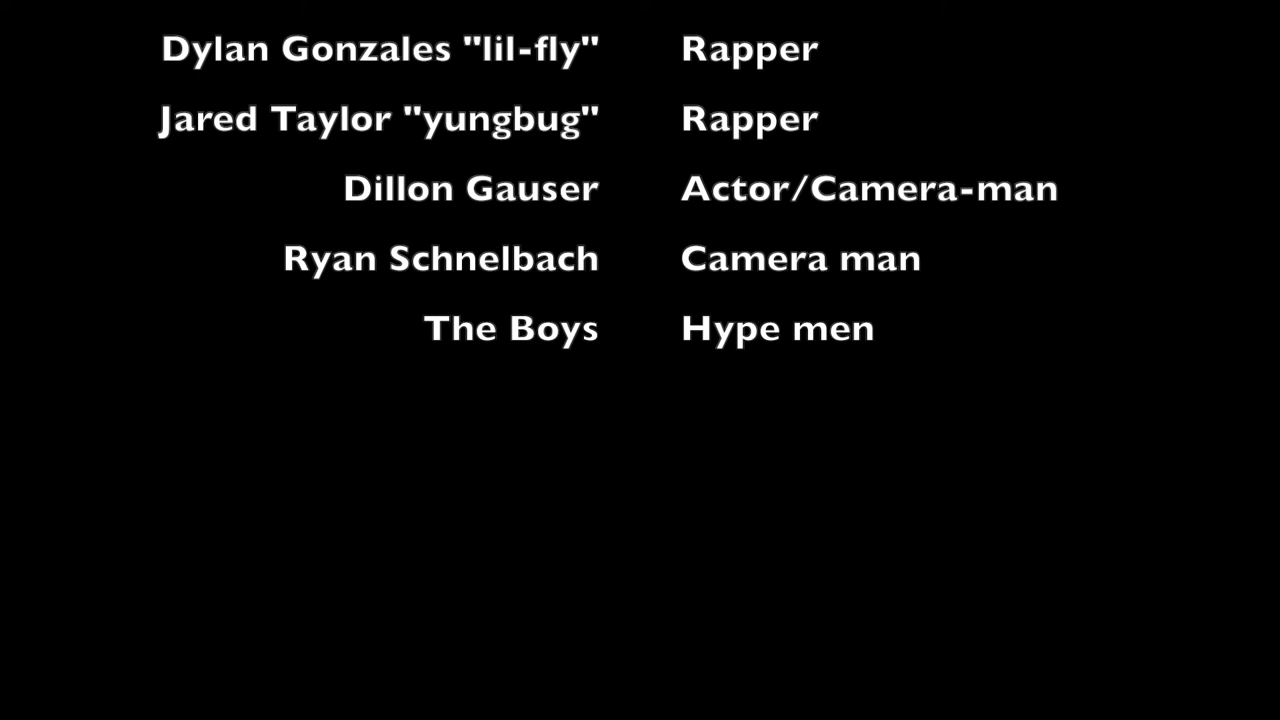 Dylan Gonzales "lil-fly" Rapper
Jared Taylor "yungbug" Rapper
Dillon Gauser Actor/Camera-man
Ryan Schnelbach Camera man
The Boys Hype men